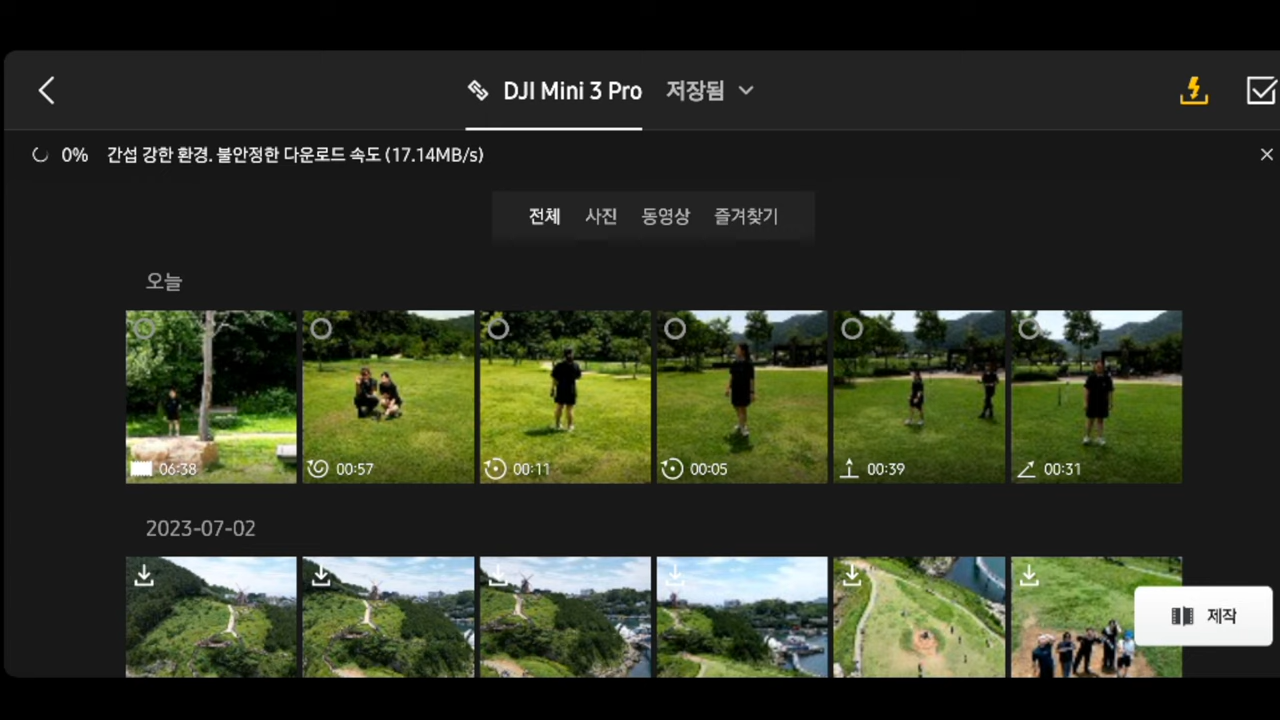 DJI Mini 3 Pro 저장됨
0% 간섭 강한 환경. 불안정한 다운로드 속도 (17.14MB/s)
전체 사진 동영상 즐겨찾기
오늘
06:38 00:57 00:11 00:05 00:39 00:31
2023-07-02
제작